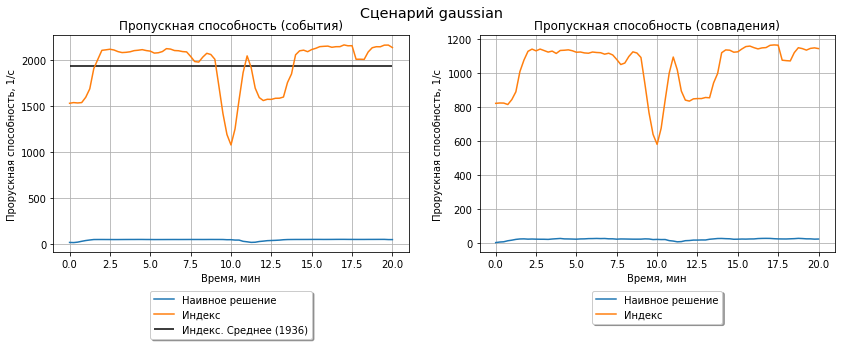 Сценарий gaussian
Пропускная способность (события)
Прорускная способность, 1/с
2000
1500
1000
500
0
0.0 2.5 5.0 7.5 10.0 12.5 15.0 17.5 20.0
Время, мин
Наивное решение
Индекс
Индекс. Среднее (1936)
Пропускная способность (совпадения)
Прорускная способность, 1/с
1200
1000
800
600
400
200
0
0.0 2.5 5.0 7.5 10.0 12.5 15.0 17.5 20.0
Время, мин
Наивное решение
Индекс